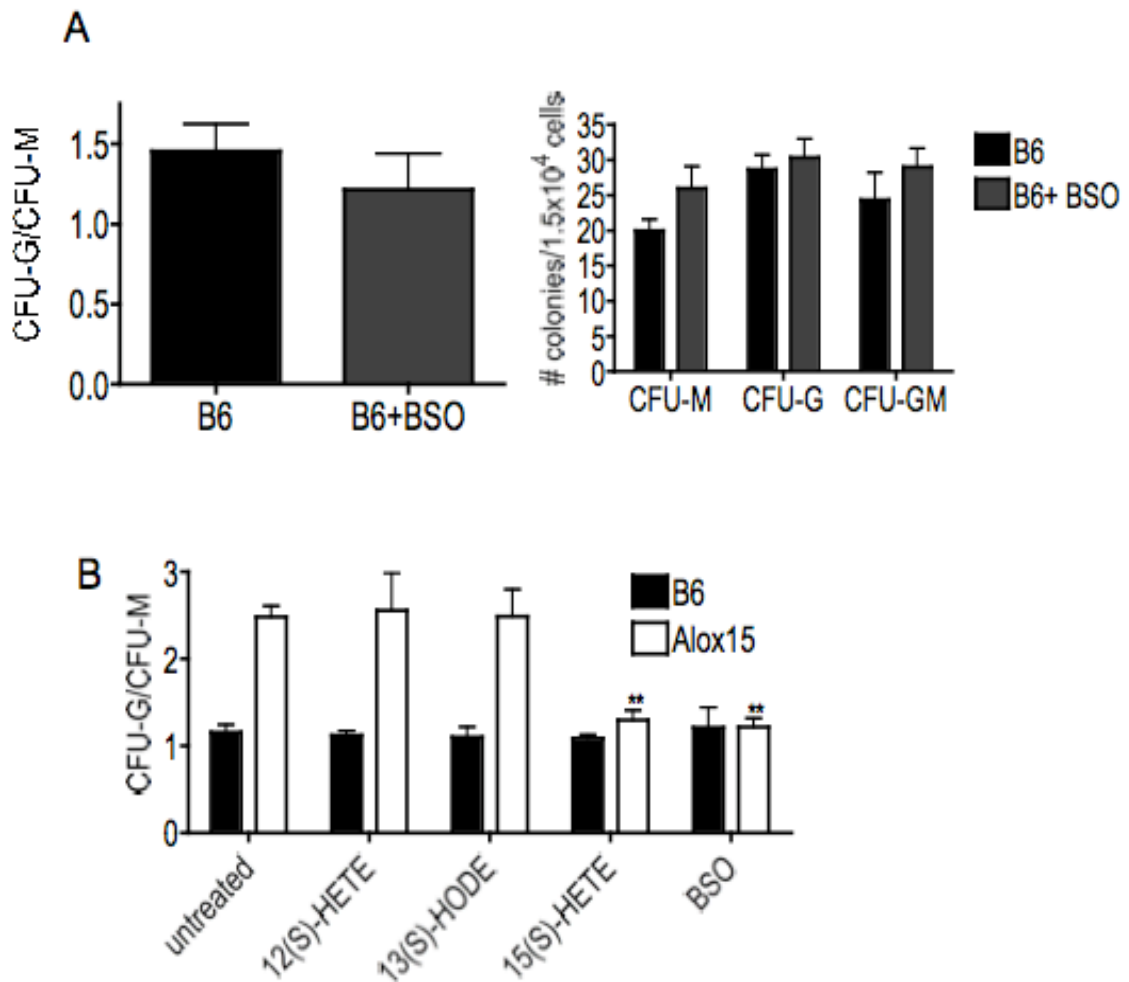 A
CFU-G/CFU-M
1.5
1.0
0.5
0.0
B6
B6+BSO
# colonies/1.5x10⁴ cells
35
30
25
20
15
10
5
0
CFU-M
CFU-G
CFU-GM
B6
B6+ BSO
B
CFU-G/CFU-M
3
2
1
0
B6
Alox15
**
**
untreated
12(S)-HETE
13(S)-HODE
15(S)-HETE
BSO